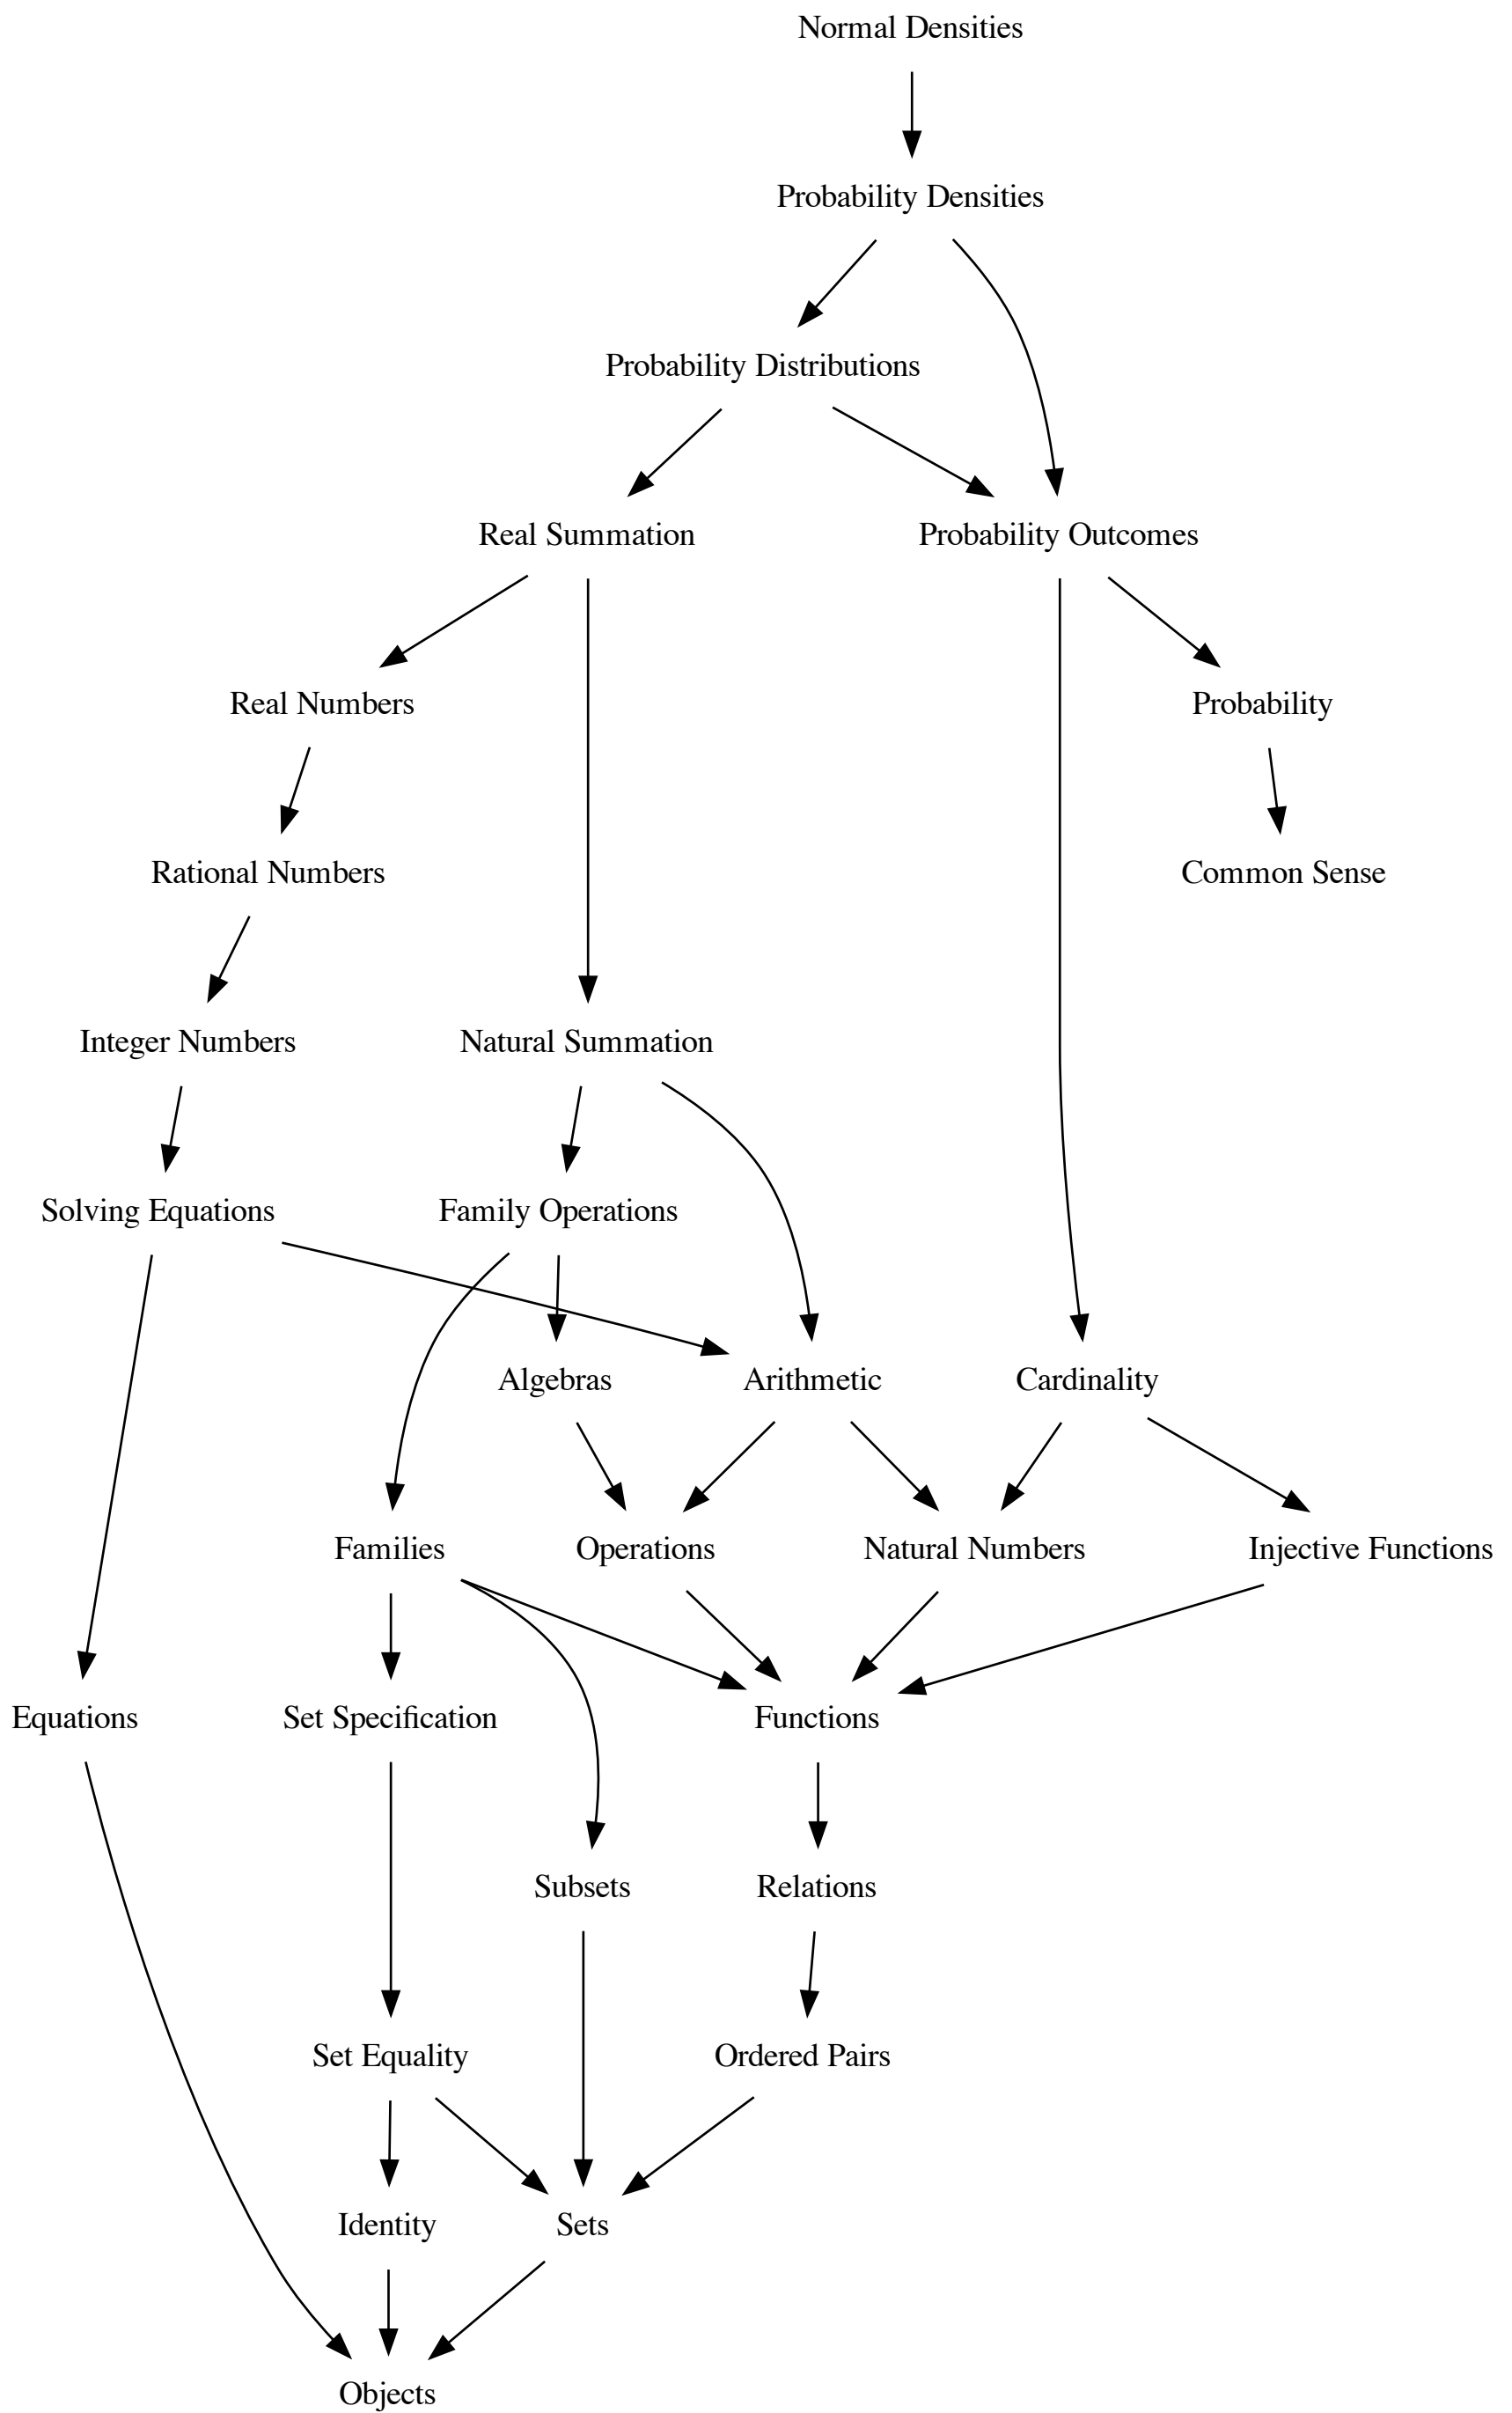 Normal Densities
Probability Densities
Probability Distributions
Real Summation
Probability Outcomes
Real Numbers
Probability
Rational Numbers
Common Sense
Integer Numbers
Natural Summation
Solving Equations
Family Operations
Algebras
Arithmetic
Cardinality
Families
Operations
Natural Numbers
Injective Functions
Equations
Set Specification
Functions
Subsets
Relations
Set Equality
Ordered Pairs
Identity
Sets
Objects